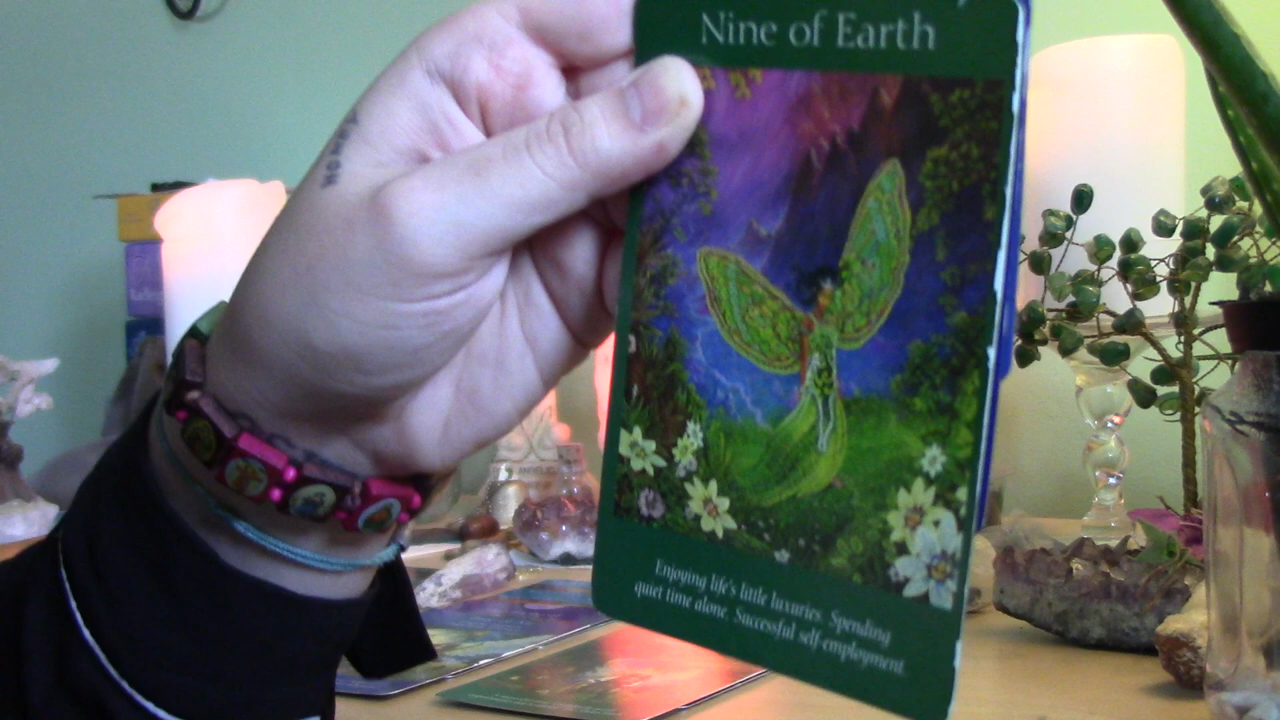 Nine of Earth
Enjoying life's little luxuries. Spending
quiet time alone. Successful self-employment.